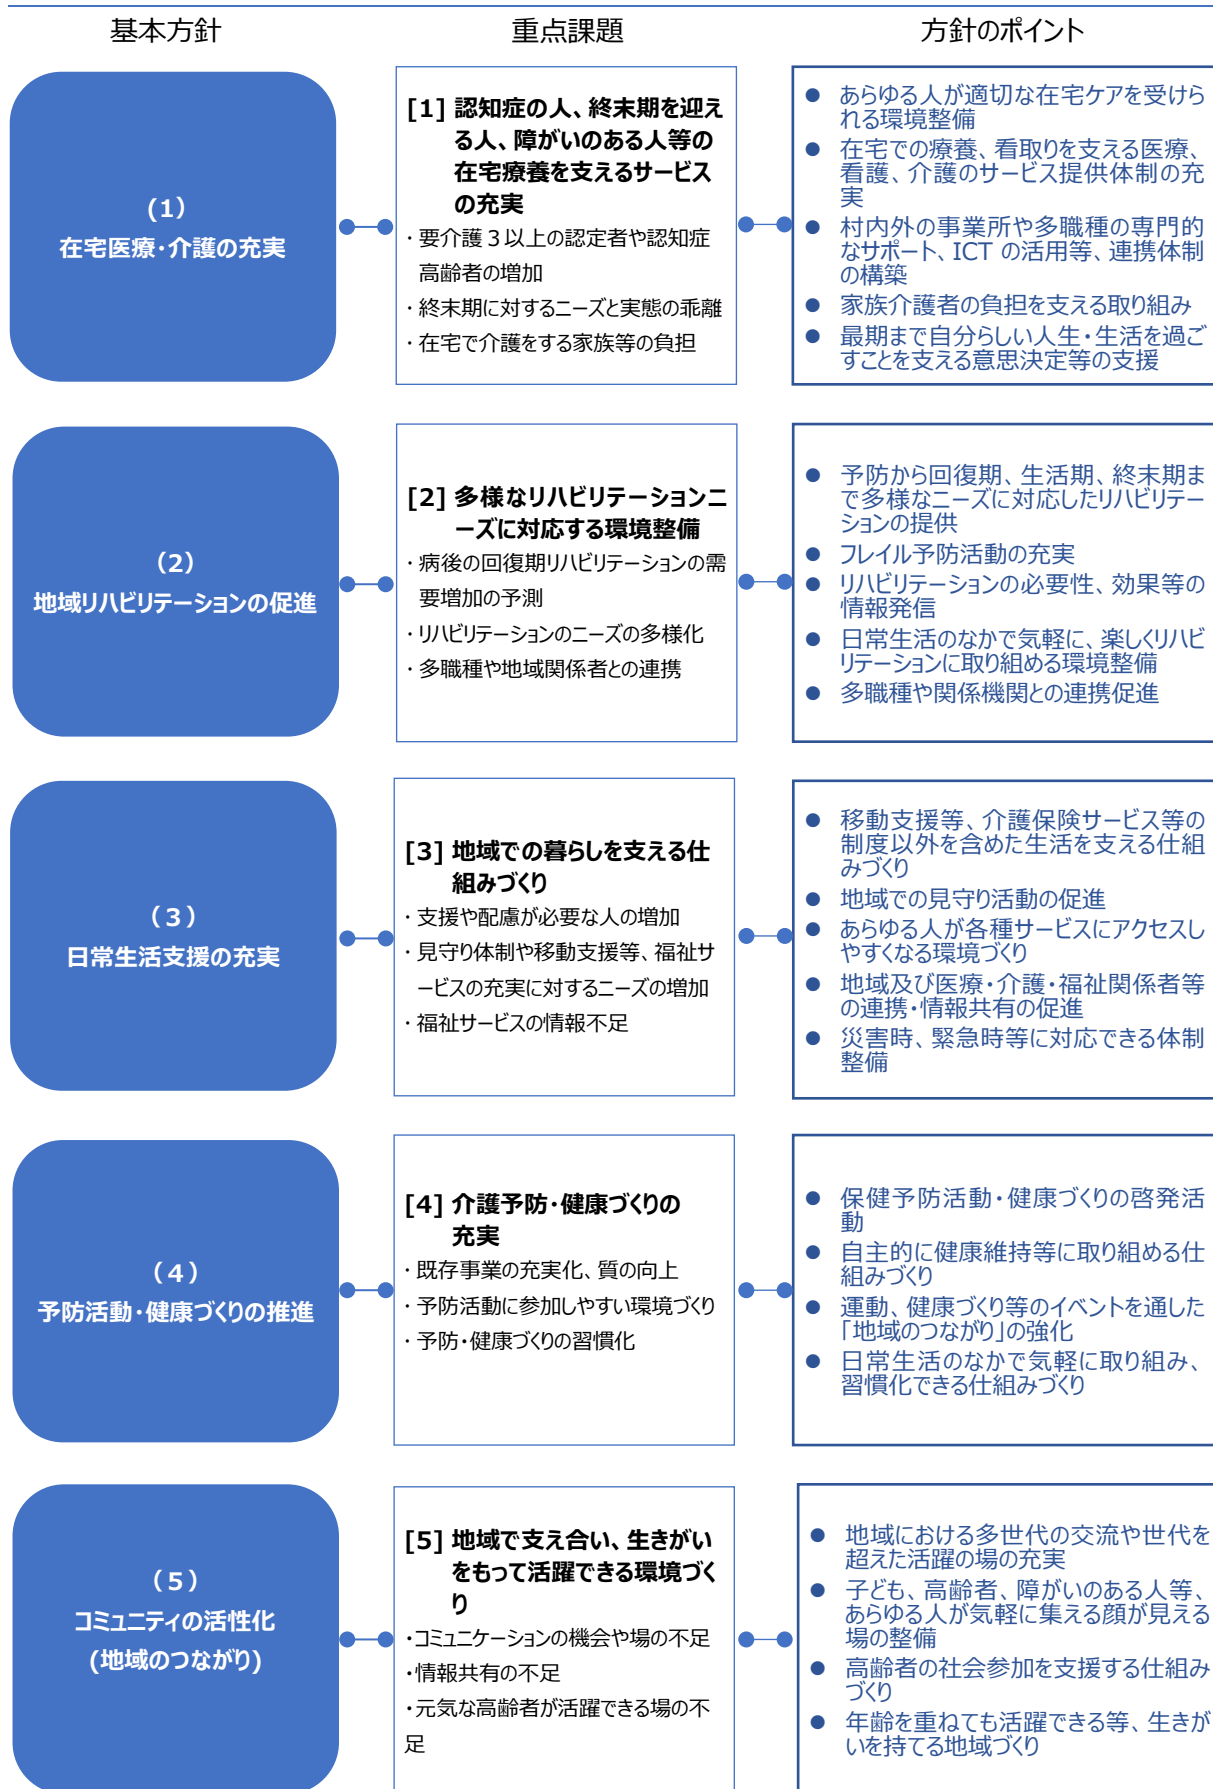 基本方針
重点課題
方針のポイント
(1)
在宅医療・介護の充実
[1] 認知症の人、終末期を迎え
る人、障がいのある人等の
在宅療養を支えるサービス
の充実
・要介護３以上の認定者や認知症
高齢者の増加
・終末期に対するニーズと実態の乖離
・在宅で介護をする家族等の負担
● あらゆる人が適切な在宅ケアを受けら
れる環境整備
● 在宅での療養、看取りを支える医療、
看護、介護のサービス提供体制の充
実
● 村内外の事業所や多職種の専門的
なサポート、ICT の活用等、連携体制
の構築
● 家族介護者の負担を支える取り組み
● 最期まで自分らしい人生・生活を過ご
すことを支える意思決定等の支援
（2）
地域リハビリテーションの促進
[2] 多様なリハビリテーションニ
ーズに対応する環境整備
・病後の回復期リハビリテーションの需
要増加の予測
・リハビリテーションのニーズの多様化
・多職種や地域関係者との連携
● 予防から回復期、生活期、終末期ま
で多様なニーズに対応したリハビリテー
ションの提供
● フレイル予防活動の充実
● リハビリテーションの必要性、効果等の
情報発信
● 日常生活のなかで気軽に、楽しくリハビ
リテーションに取り組める環境整備
● 多職種や関係機関との連携促進
（３）
日常生活支援の充実
[3] 地域での暮らしを支える仕
組みづくり
・支援や配慮が必要な人の増加
・見守り体制や移動支援等、福祉サ
ービスの充実に対するニーズの増加
・福祉サービスの情報不足
● 移動支援等、介護保険サービス等の
制度以外を含めた生活を支える仕組
みづくり
● 地域での見守り活動の促進
● あらゆる人が各種サービスにアクセスし
やすくなる環境づくり
● 地域及び医療・介護・福祉関係者等
の連携・情報共有の促進
● 災害時、緊急時等に対応できる体制
整備
（４）
予防活動・健康づくりの推進
[4] 介護予防・健康づくりの
充実
・既存事業の充実化、質の向上
・予防活動に参加しやすい環境づくり
・予防・健康づくりの習慣化
● 保健予防活動・健康づくりの啓発活
動
● 自主的に健康維持等に取り組める仕
組みづくり
● 運動、健康づくり等のイベントを通した
「地域のつながり」の強化
● 日常生活のなかで気軽に取り組み、
習慣化できる仕組みづくり
（５）
コミュニティの活性化
(地域のつながり)
[5] 地域で支え合い、生きがい
をもって活躍できる環境づく
り
・コミュニケーションの機会や場の不足
・情報共有の不足
・元気な高齢者が活躍できる場の不
足
● 地域における多世代の交流や世代を
超えた活躍の場の充実
● 子ども、高齢者、障がいのある人等、
あらゆる人が気軽に集える顔が見える
場の整備
● 高齢者の社会参加を支援する仕組み
づくり
● 年齢を重ねても活躍できる等、生きが
いを持てる地域づくり